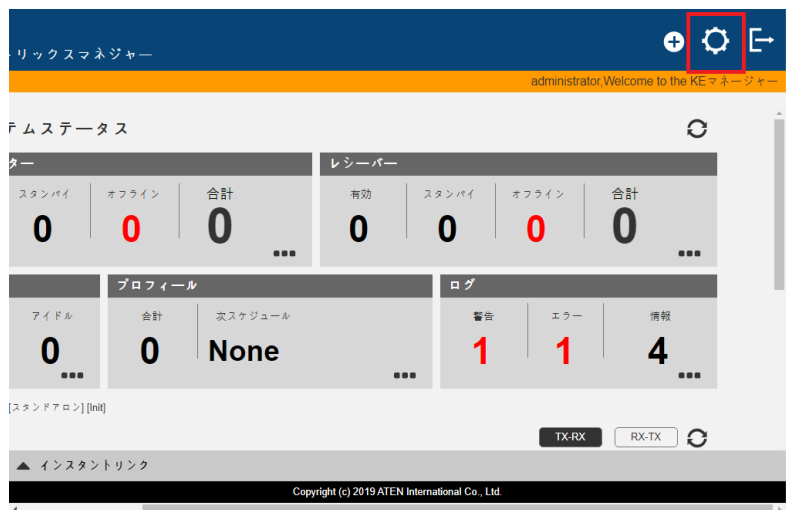 トリックスマネジャー
administrator,Welcome to the KEマネージャー
テムステータス
ター
スタンバイ
オフライン
合計
0
0
0
レシーバー
有効
スタンバイ
オフライン
合計
0
0
0
0
アイドル
0
プロフィール
合計
次スケジュール
0
None
ログ
警告
エラー
情報
1
1
4
[スタンドアロン] [Init]
TX-RX
RX-TX
インスタントリンク
Copyright (c) 2019 ATEN International Co., Ltd.